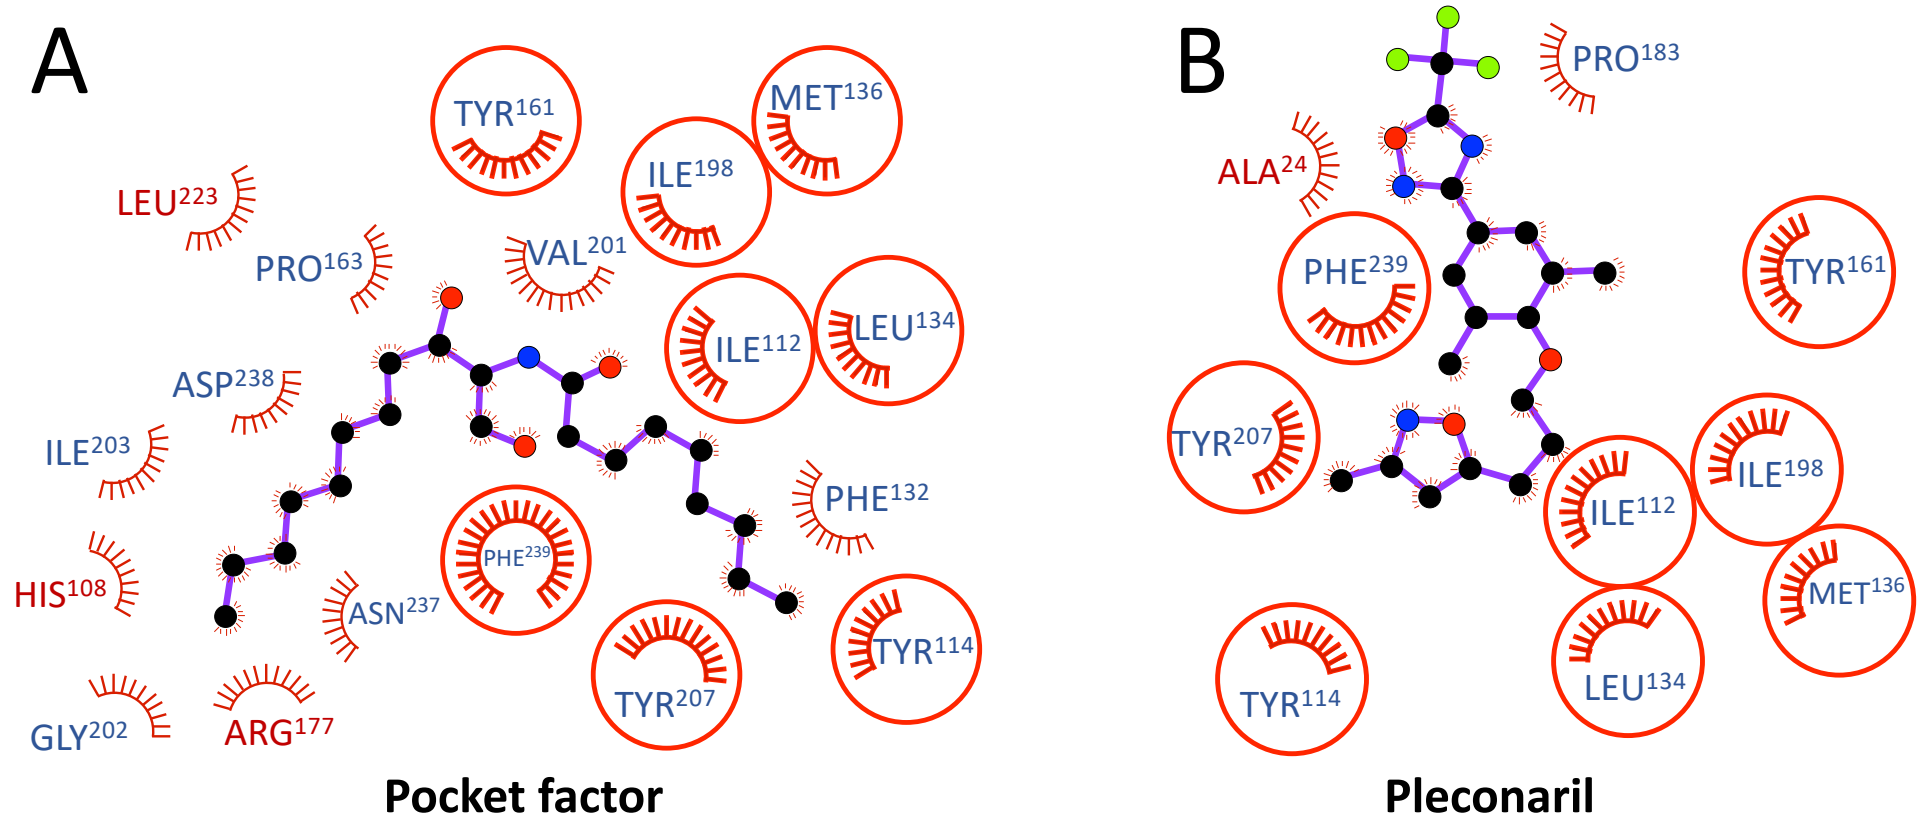 A
TYR161
MET136
ILE198
LEU223
PRO163
VAL201
ILE112
LEU134
ASP238
ILE203
PHE132
HIS108
PHE239
ASN237
TYR114
TYR207
GLY202
ARG177
Pocket factor
B
PRO183
ALA24
PHE239
TYR161
TYR207
ILE198
ILE112
MET136
TYR114
LEU134
Pleconaril